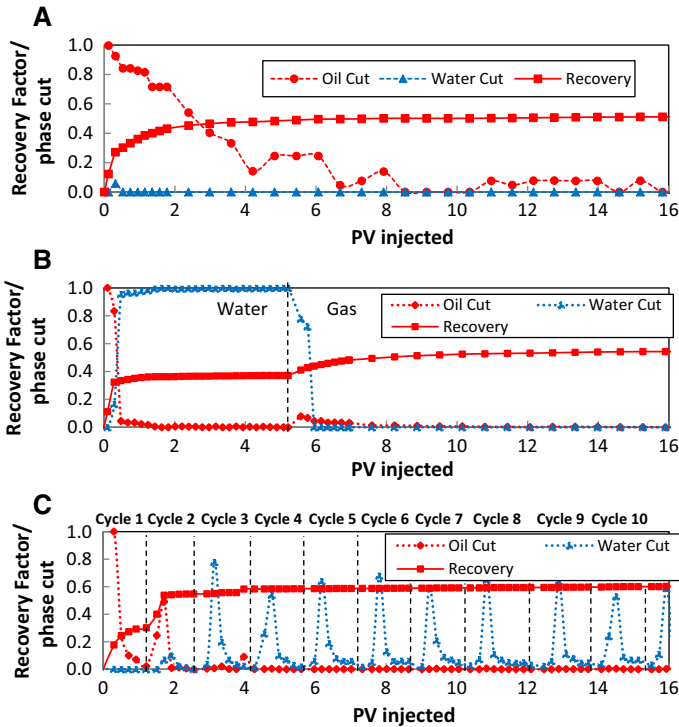 A
Recovery Factor/
phase cut
1.0
0.8
0.6
0.4
0.2
0.0
Oil Cut Water Cut Recovery
0 2 4 6 8 10 12 14 16
PV injected
B
Recovery Factor/
phase cut
1.0
0.8
0.6
0.4
0.2
0.0
Water Gas
Oil Cut Water Cut
Recovery
0 2 4 6 8 10 12 14 16
PV injected
C
Cycle 1 Cycle 2 Cycle 3 Cycle 4 Cycle 5 Cycle 6 Cycle 7 Cycle 8 Cycle 9 Cycle 10
Recovery Factor/
phase cut
1.0
0.8
0.6
0.4
0.2
0.0
Oil Cut Water Cut
Recovery
0 2 4 6 8 10 12 14 16
PV injected